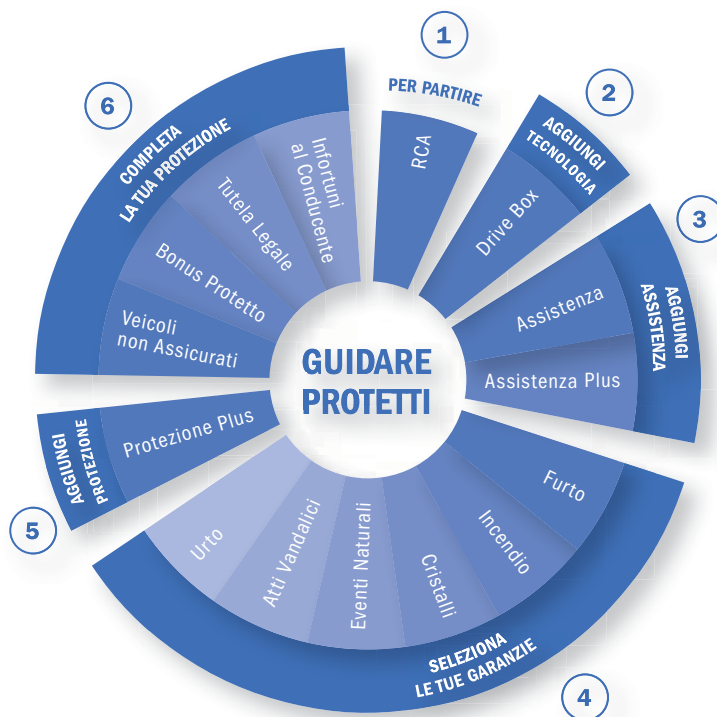 GUIDARE
PROTETTI
1
PER PARTIRE
RCA
2
AGGIUNGI
TECNOLOGIA
Drive Box
3
AGGIUNGI
ASSISTENZA
Assistenza
Assistenza Plus
4
SELEZIONA
LE TUE GARANZIE
Furto
Incendio
Cristalli
Eventi Naturali
Atti Vandalici
Urto
5
AGGIUNGI
PROTEZIONE
Protezione Plus
6
COMPLETA
LA TUA PROTEZIONE
Veicoli
non Assicurati
Bonus Protetto
Tutela Legale
Infortuni
al Conducente